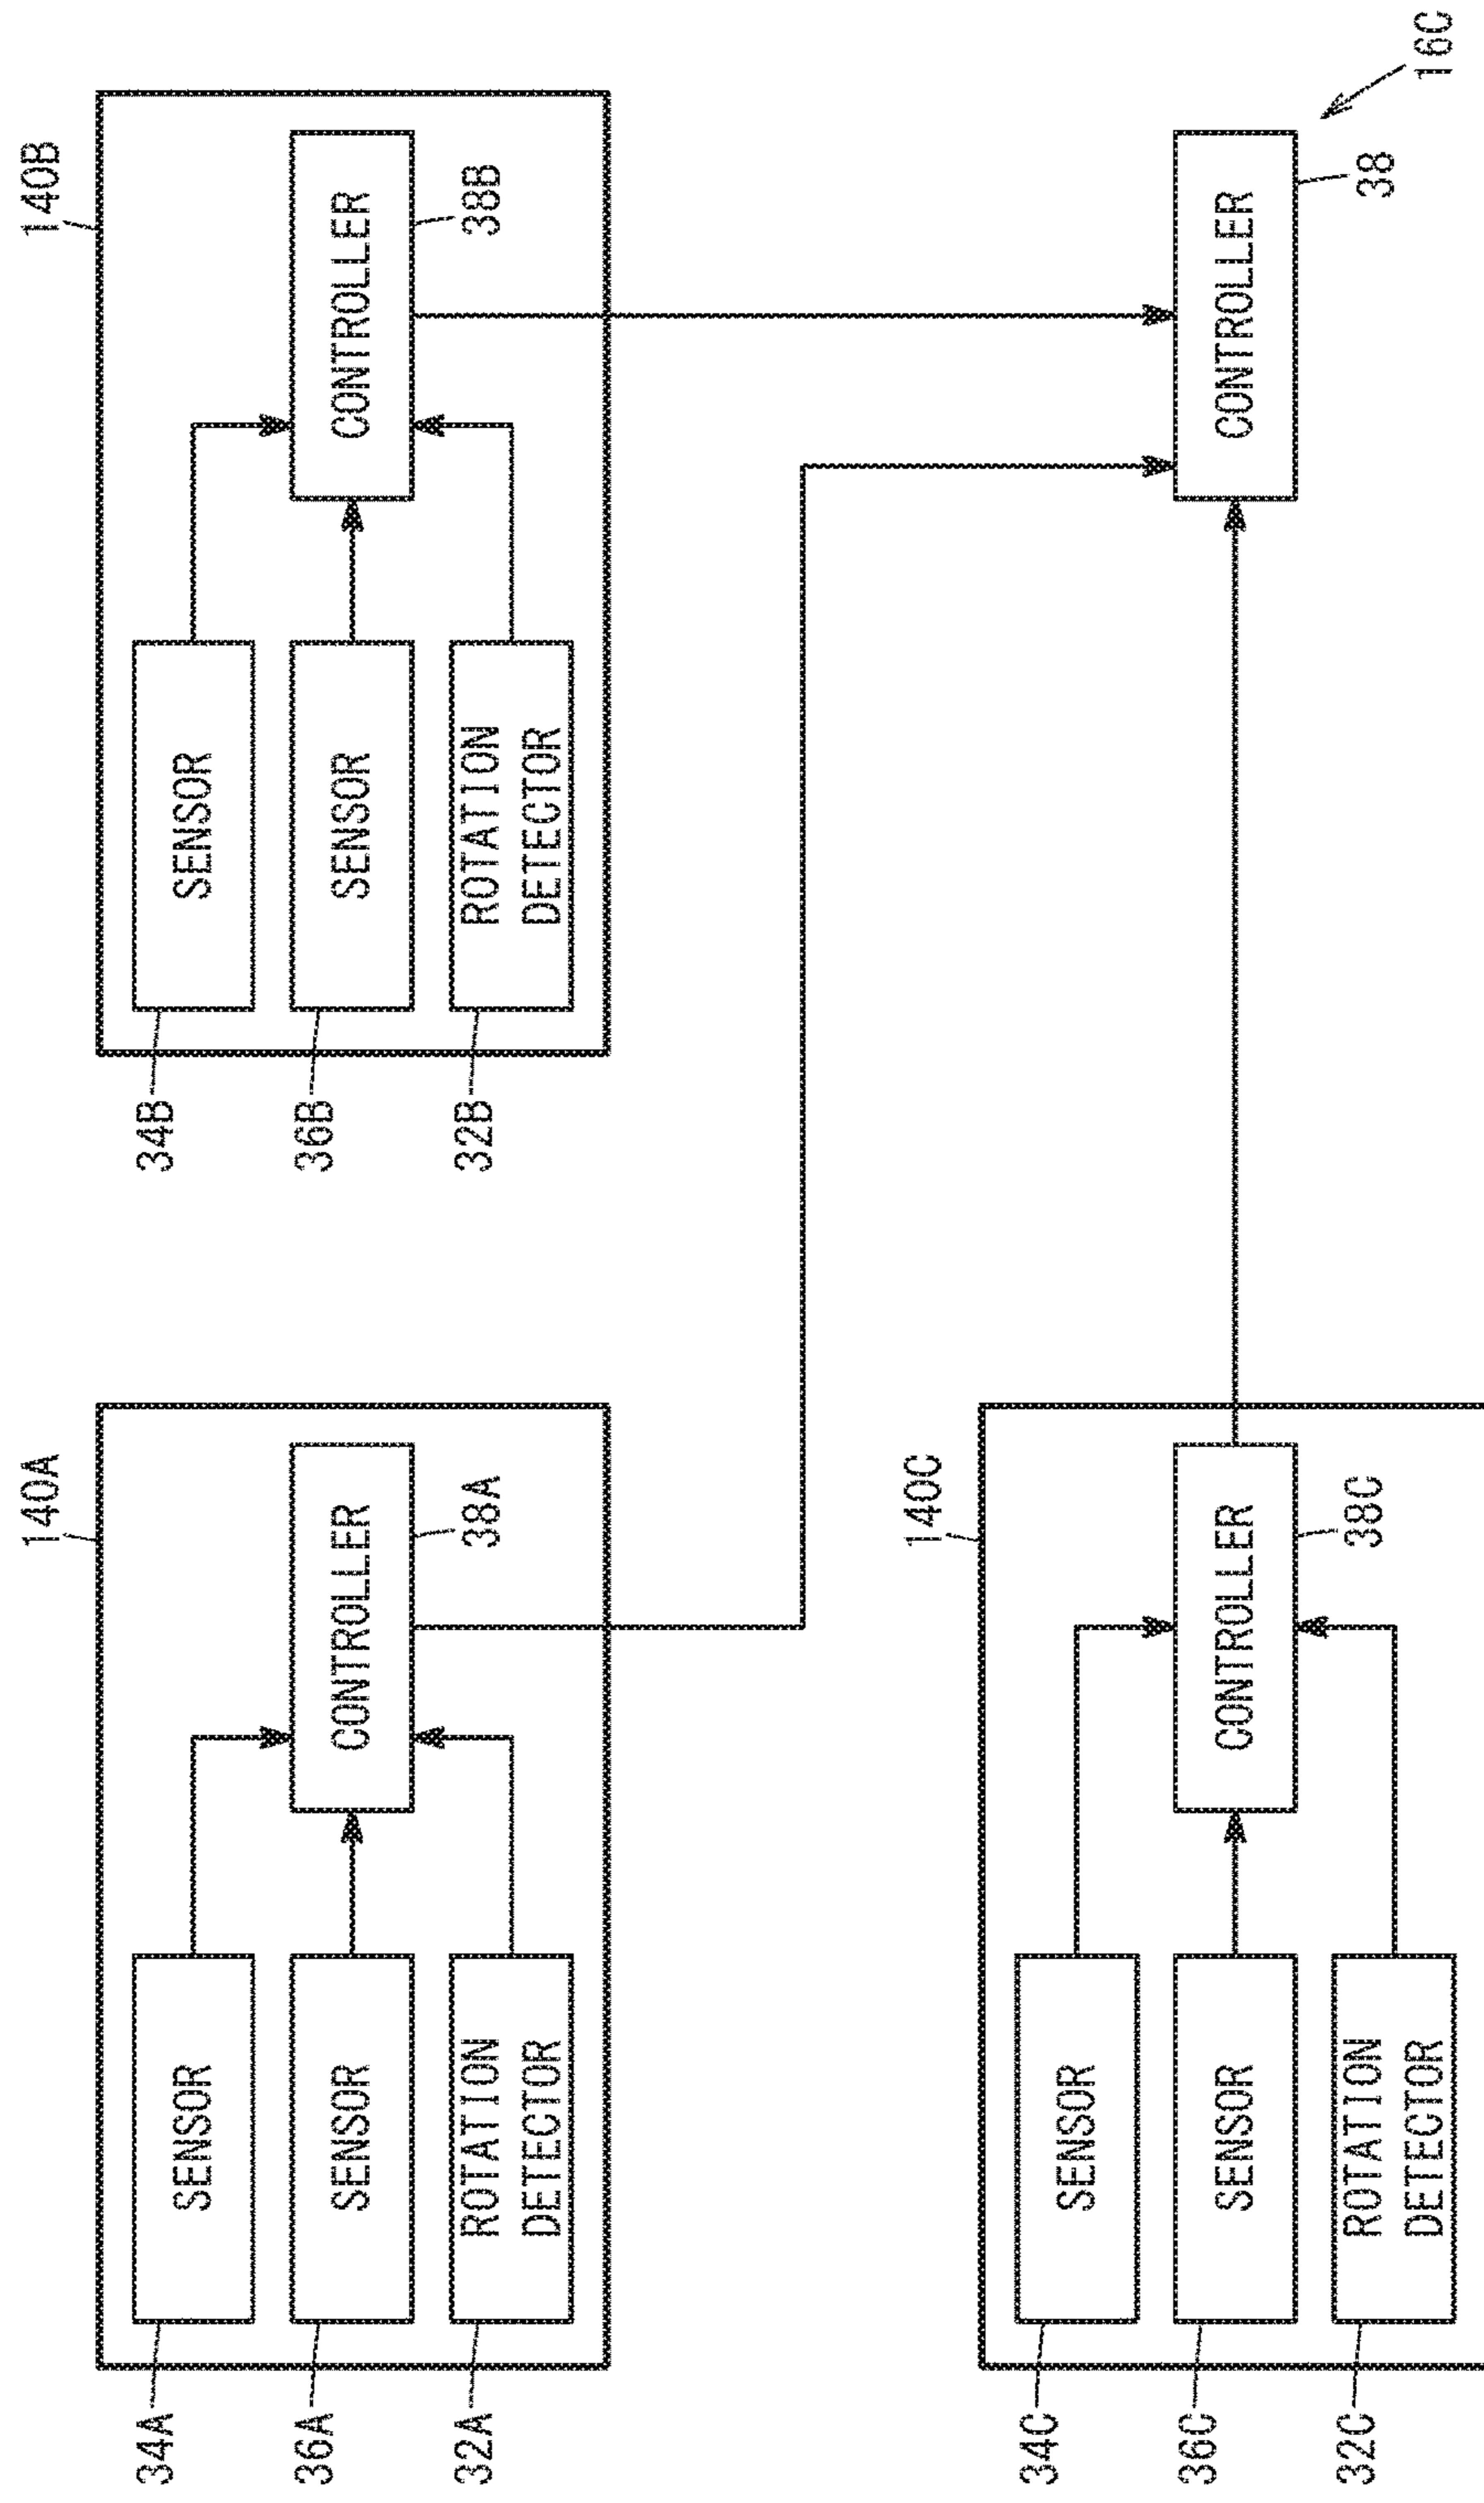 140A
34A
SENSOR
36A
SENSOR
CONTROLLER
38A
32A
ROTATION
DETECTOR
140B
34B
SENSOR
36B
SENSOR
CONTROLLER
38B
32B
ROTATION
DETECTOR
140C
34C
SENSOR
36C
SENSOR
CONTROLLER
38C
32C
ROTATION
DETECTOR
CONTROLLER
38
16C